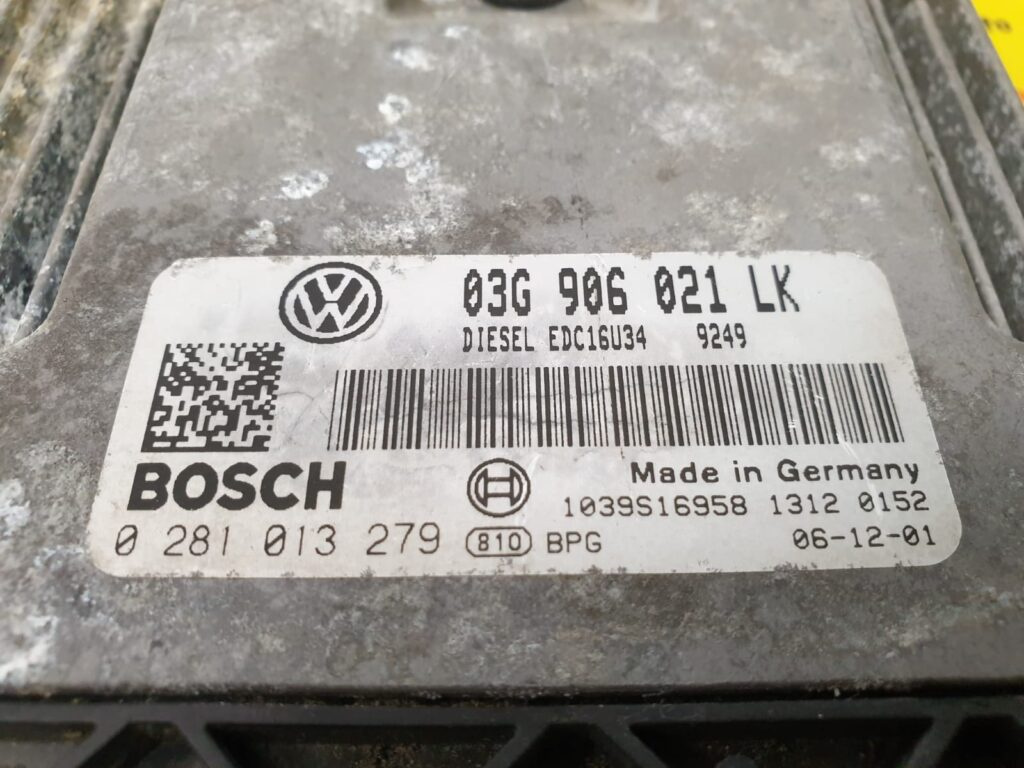 03G 906 021 LK
DIESEL EDC16U34 9249
BOSCH
Made in Germany
1039S16958 1312 0152
0 281 013 279 810 BPG 06-12-01